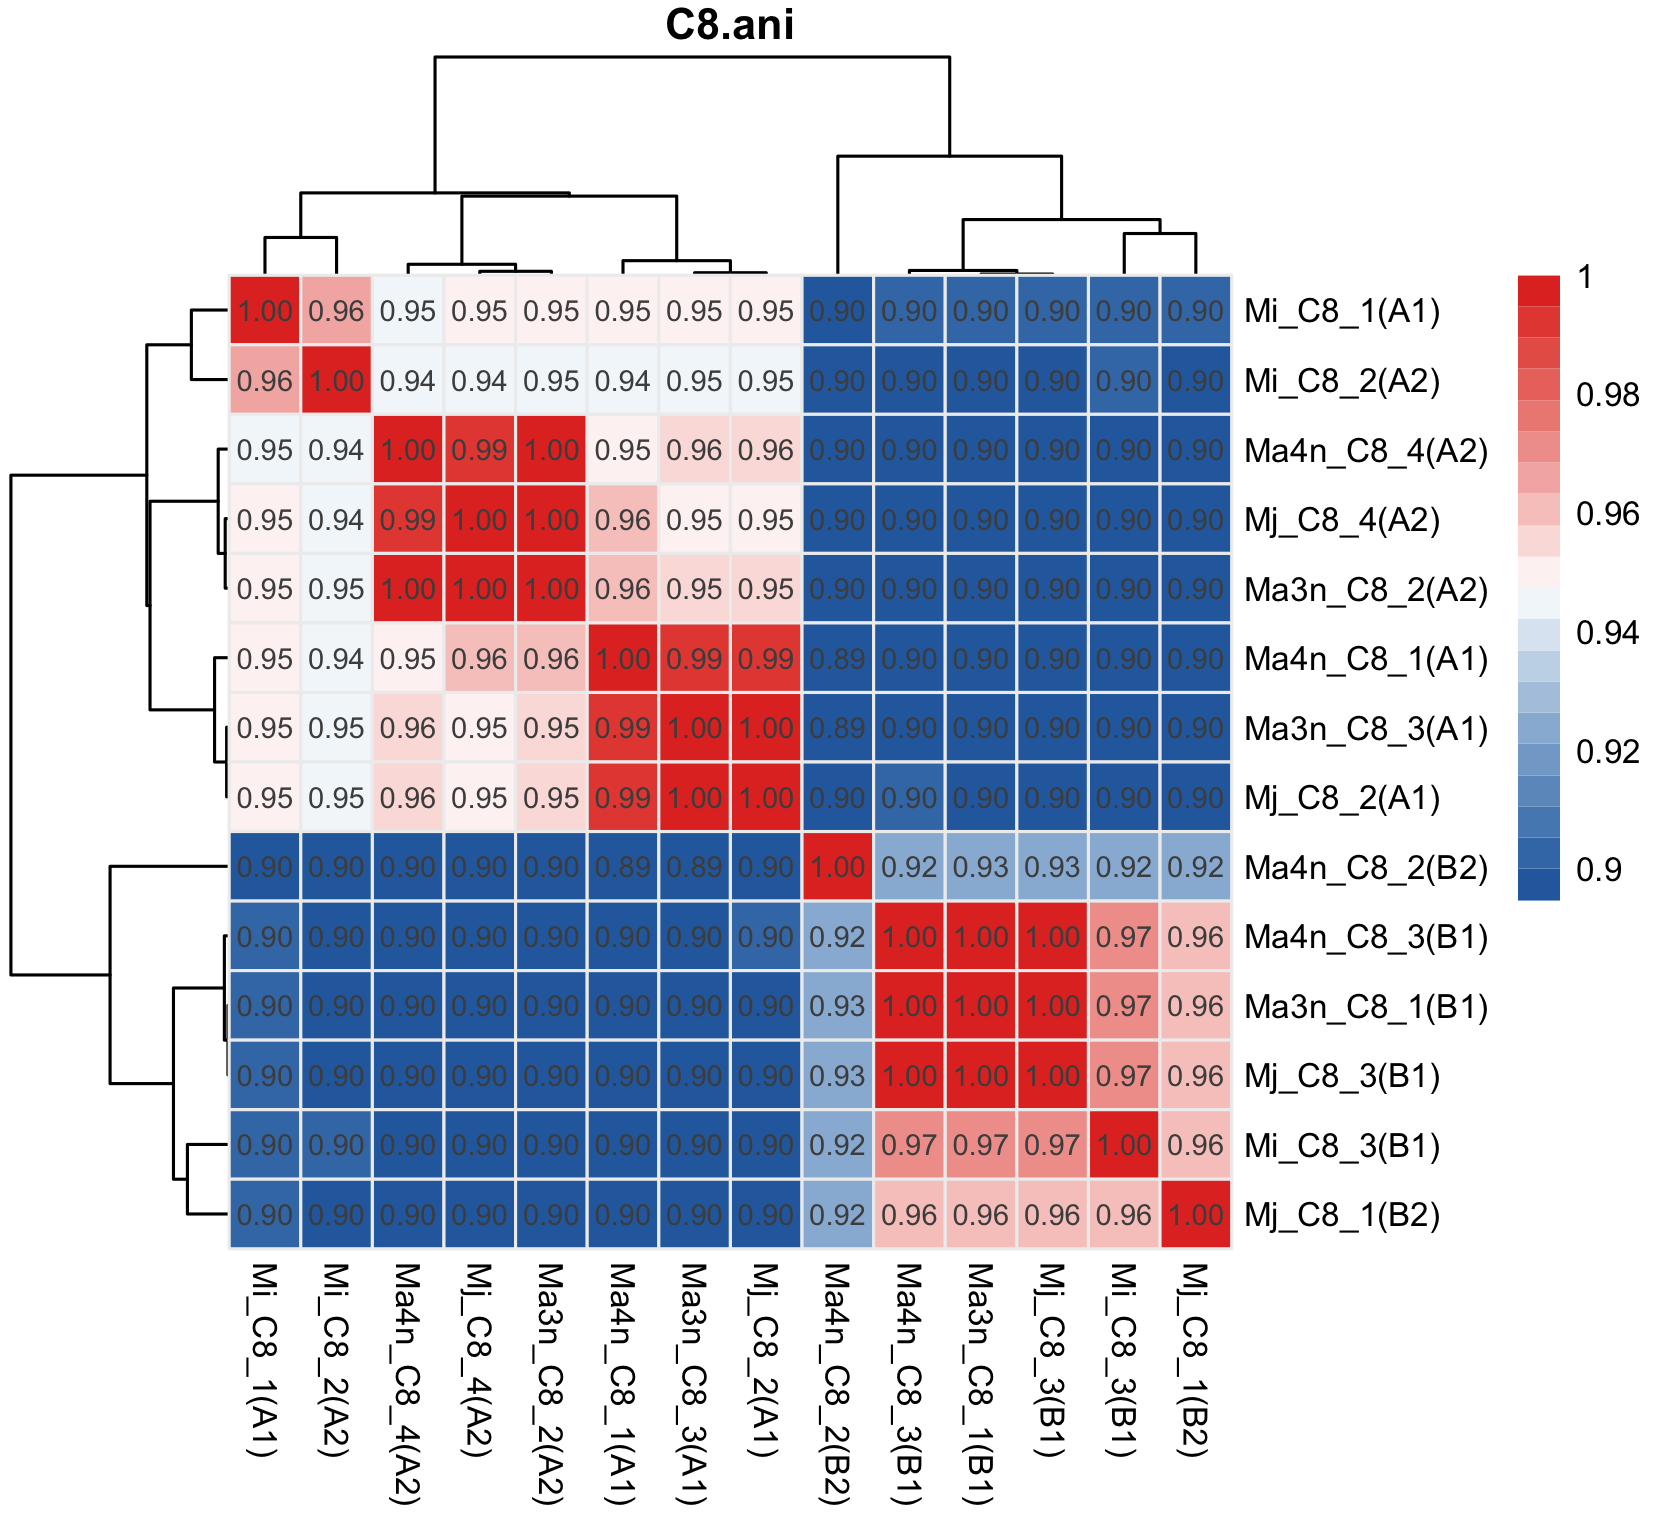 C8.ani
1.00 0.96 0.95 0.95 0.95 0.95 0.95 0.95 0.90 0.90 0.90 0.90 0.90 0.90 Mi_C8_1(A1)
0.96 1.00 0.94 0.94 0.95 0.94 0.95 0.95 0.90 0.90 0.90 0.90 0.90 0.90 Mi_C8_2(A2)
0.95 0.94 1.00 0.99 1.00 0.95 0.96 0.96 0.90 0.90 0.90 0.90 0.90 0.90 Ma4n_C8_4(A2)
0.95 0.94 0.99 1.00 1.00 0.96 0.95 0.95 0.90 0.90 0.90 0.90 0.90 0.90 Mj_C8_4(A2)
0.95 0.95 1.00 1.00 1.00 0.96 0.95 0.95 0.90 0.90 0.90 0.90 0.90 0.90 Ma3n_C8_2(A2)
0.95 0.94 0.95 0.96 0.96 1.00 0.99 0.99 0.89 0.90 0.90 0.90 0.90 0.90 Ma4n_C8_1(A1)
0.95 0.95 0.96 0.95 0.95 0.99 1.00 1.00 0.89 0.90 0.90 0.90 0.90 0.90 Ma3n_C8_3(A1)
0.95 0.95 0.96 0.95 0.95 0.99 1.00 1.00 0.90 0.90 0.90 0.90 0.90 0.90 Mj_C8_2(A1)
0.90 0.90 0.90 0.90 0.90 0.89 0.89 0.90 1.00 0.92 0.93 0.93 0.92 0.92 Ma4n_C8_2(B2)
0.90 0.90 0.90 0.90 0.90 0.90 0.90 0.90 0.92 1.00 1.00 1.00 0.97 0.96 Ma4n_C8_3(B1)
0.90 0.90 0.90 0.90 0.90 0.90 0.90 0.90 0.93 1.00 1.00 1.00 0.97 0.96 Ma3n_C8_1(B1)
0.90 0.90 0.90 0.90 0.90 0.90 0.90 0.90 0.93 1.00 1.00 1.00 0.97 0.96 Mj_C8_3(B1)
0.90 0.90 0.90 0.90 0.90 0.90 0.90 0.90 0.92 0.97 0.97 0.97 1.00 0.96 Mi_C8_3(B1)
0.90 0.90 0.90 0.90 0.90 0.90 0.90 0.90 0.92 0.96 0.96 0.96 0.96 1.00 Mj_C8_1(B2)
Mi_C8_1(A1)
Mi_C8_2(A2)
Ma4n_C8_4(A2)
Mj_C8_4(A2)
Ma3n_C8_2(A2)
Ma4n_C8_1(A1)
Ma3n_C8_3(A1)
Mj_C8_2(A1)
Ma4n_C8_2(B2)
Ma4n_C8_3(B1)
Ma3n_C8_1(B1)
Mj_C8_3(B1)
Mi_C8_3(B1)
Mj_C8_1(B2)
1
0.98
0.96
0.94
0.92
0.9